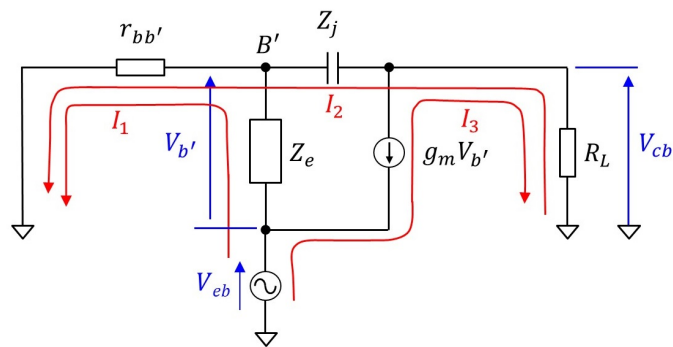 r_bb′
B′
Z_j
I_1
I_2
I_3
V_b′
Z_e
g_m V_b′
R_L
V_cb
V_eb